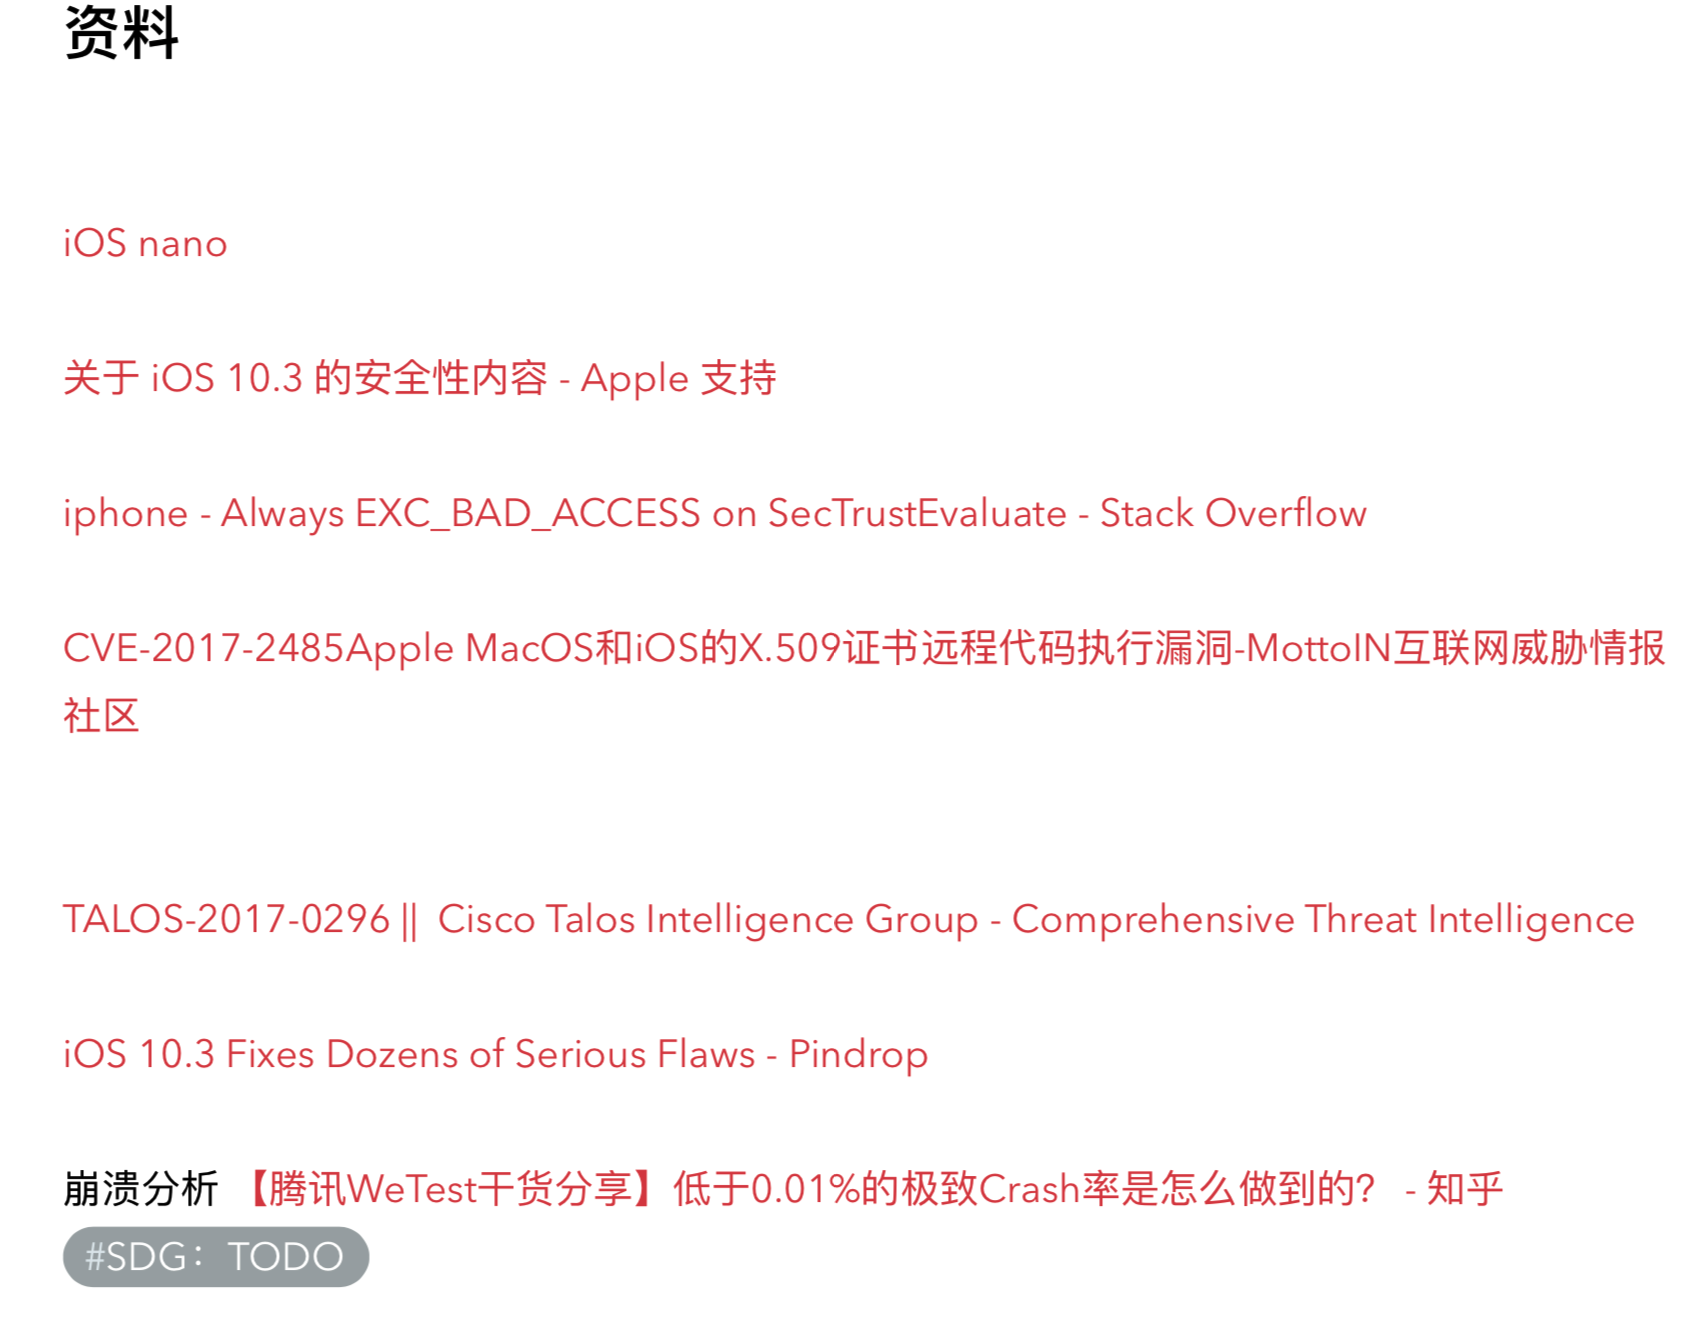 资料
iOS nano
关于 iOS 10.3 的安全性内容 - Apple 支持
iphone - Always EXC_BAD_ACCESS on SecTrustEvaluate - Stack Overflow
CVE-2017-2485Apple MacOS和iOS的X.509证书远程代码执行漏洞-MottoIN互联网威胁情报
社区
TALOS-2017-0296 || Cisco Talos Intelligence Group - Comprehensive Threat Intelligence
iOS 10.3 Fixes Dozens of Serious Flaws - Pindrop
崩溃分析 【腾讯WeTest干货分享】低于0.01%的极致Crash率是怎么做到的？ - 知乎
#SDG：TODO